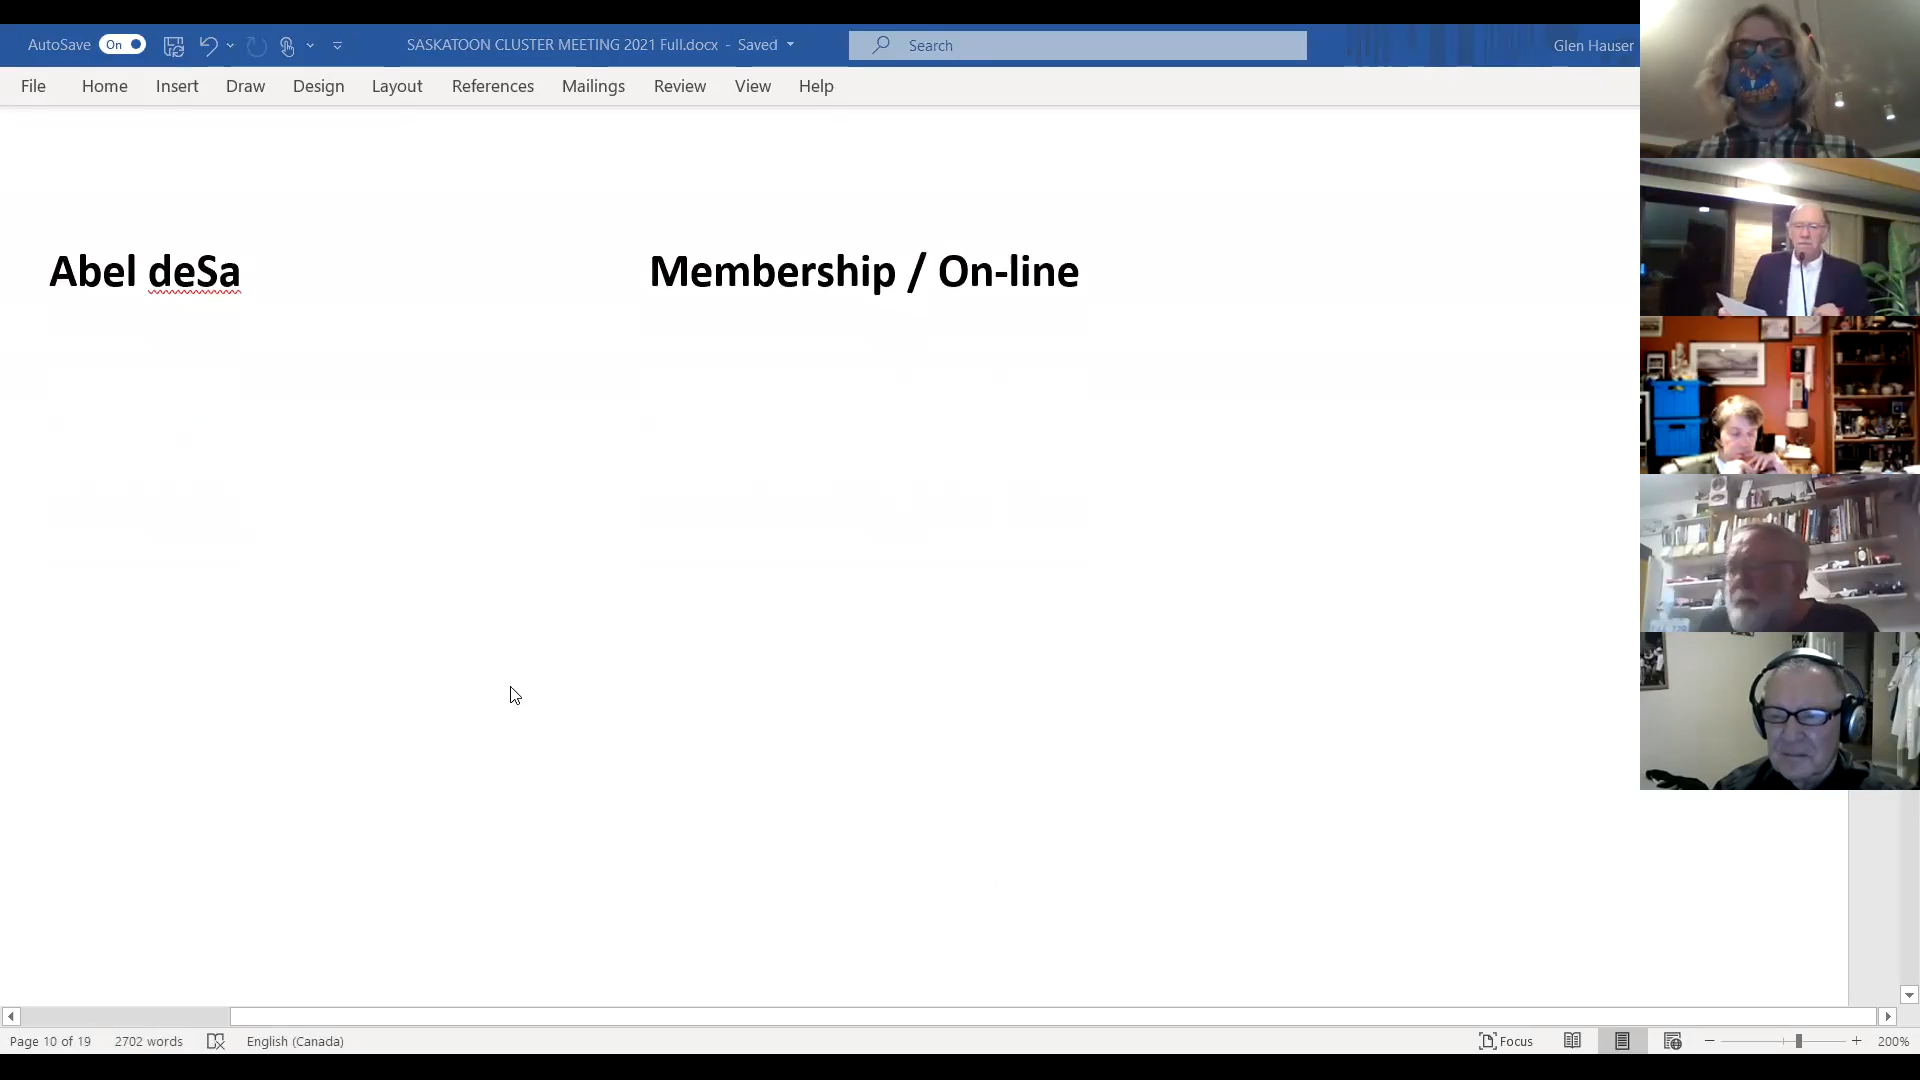 AutoSave On SASKATOON CLUSTER MEETING 2021 Full.docx - Saved Search Glen Hauser
File Home Insert Draw Design Layout References Mailings Review View Help
Abel deSa Membership / On-line
Page 10 of 19 2702 words English (Canada) Focus 200%